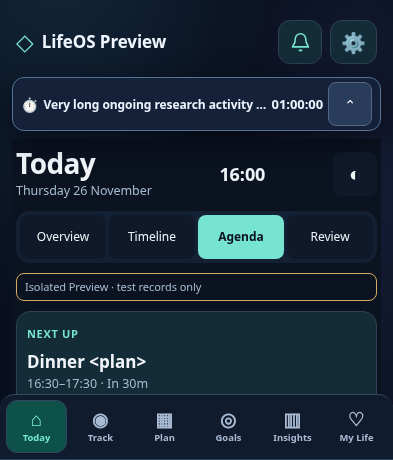 LifeOS Preview
Very long ongoing research activity ... 01:00:00
Today
Thursday 26 November
16:00
Overview Timeline Agenda Review
Isolated Preview · test records only
NEXT UP
Dinner <plan>
16:30–17:30 · In 30m
Today Track Plan Goals Insights My Life